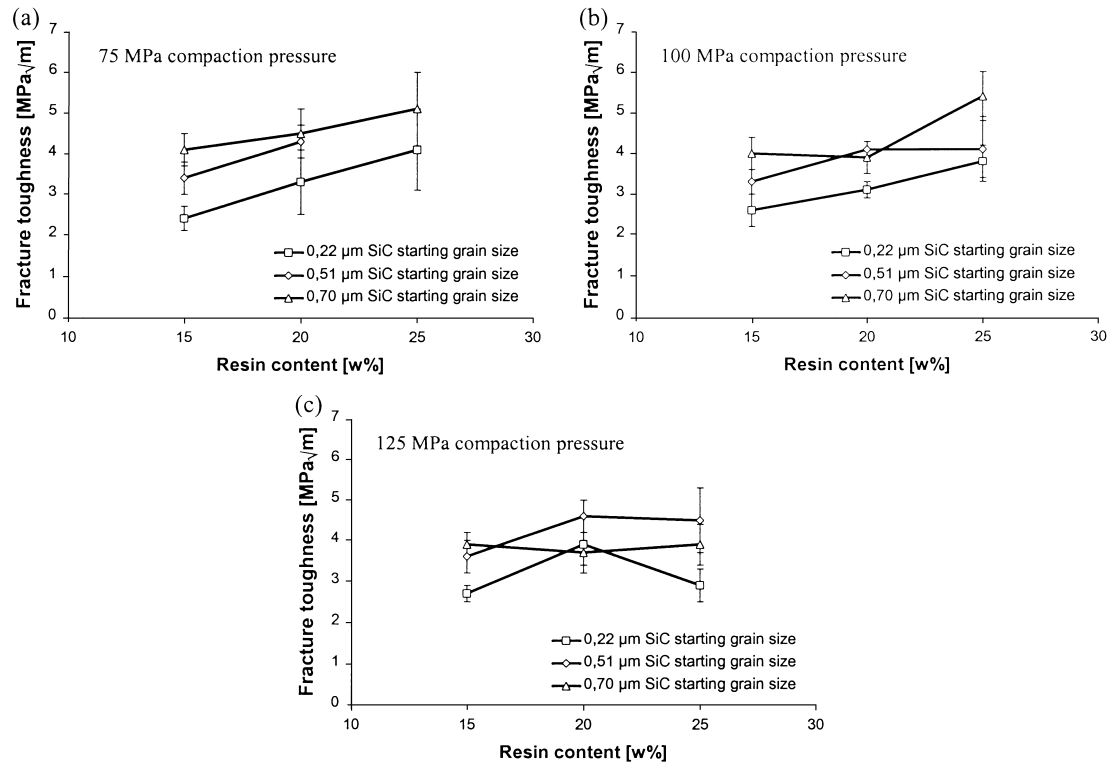 (a)
75 MPa compaction pressure
Fracture toughness [MPa√m]
7
6
5
4
3
2
1
0
0,22 µm SiC starting grain size
0,51 µm SiC starting grain size
0,70 µm SiC starting grain size
10
15
20
25
30
Resin content [w%]
(b)
100 MPa compaction pressure
Fracture toughness [MPa√m]
7
6
5
4
3
2
1
0
0,22 µm SiC starting grain size
0,51 µm SiC starting grain size
0,70 µm SiC starting grain size
10
15
20
25
30
Resin content [w%]
(c)
125 MPa compaction pressure
Fracture toughness [MPa√m]
7
6
5
4
3
2
1
0
0,22 µm SiC starting grain size
0,51 µm SiC starting grain size
0,70 µm SiC starting grain size
10
15
20
25
30
Resin content [w%]